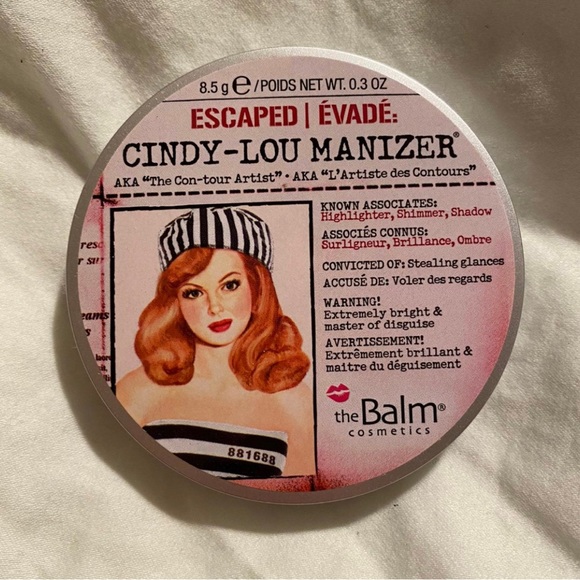 8.5 g e/POIDS NET WT. 0.3 OZ
ESCAPED | ÉVADÉ:
CINDY-LOU MANIZER®
AKA "The Con-tour Artist" • AKA "L'Artiste des Contours"
KNOWN ASSOCIATES:
Highlighter, Shimmer, Shadow
ASSOCIÉS CONNUS:
Surligneur, Brillance, Ombre
CONVICTED OF: Stealing glances
ACCUSÉ DE: Voler des regards
WARNING!
Extremely bright &
master of disguise
AVERTISSEMENT!
Extrêmement brillant &
maitre du déguisement
theBalm®
cosmetics
881688